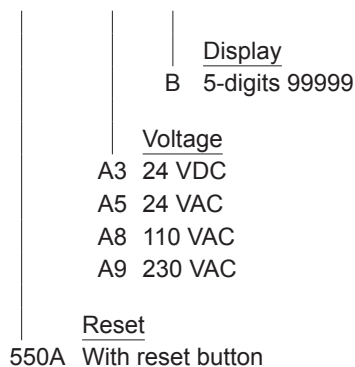 Display
B 5-digits 99999
Voltage
A3 24 VDC
A5 24 VAC
A8 110 VAC
A9 230 VAC
Reset
550A With reset button